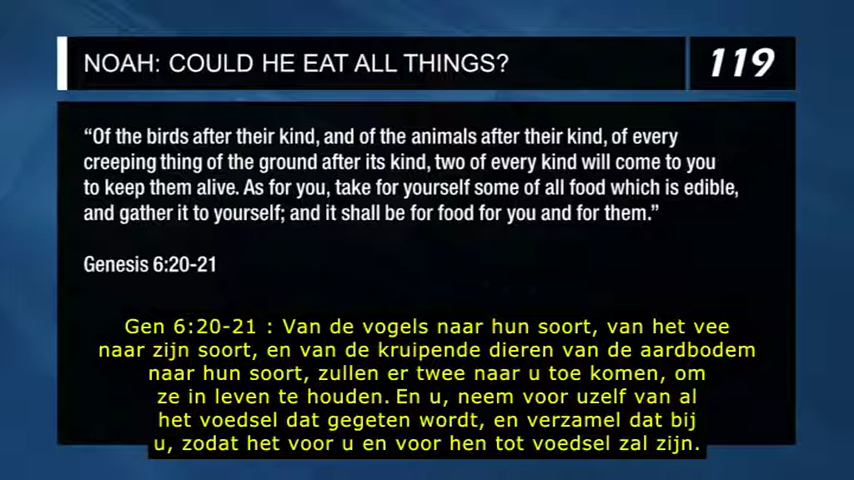 NOAH: COULD HE EAT ALL THINGS?
119
“Of the birds after their kind, and of the animals after their kind, of every
creeping thing of the ground after its kind, two of every kind will come to you
to keep them alive. As for you, take for yourself some of all food which is edible,
and gather it to yourself; and it shall be for food for you and for them.”
Genesis 6:20-21
Gen 6:20-21 : Van de vogels naar hun soort, van het vee
naar zijn soort, en van de kruipende dieren van de aardbodem
naar hun soort, zullen er twee naar u toe komen, om
ze in leven te houden. En u, neem voor uzelf van al
het voedsel dat gegeten wordt, en verzamel dat bij
u, zodat het voor u en voor hen tot voedsel zal zijn.